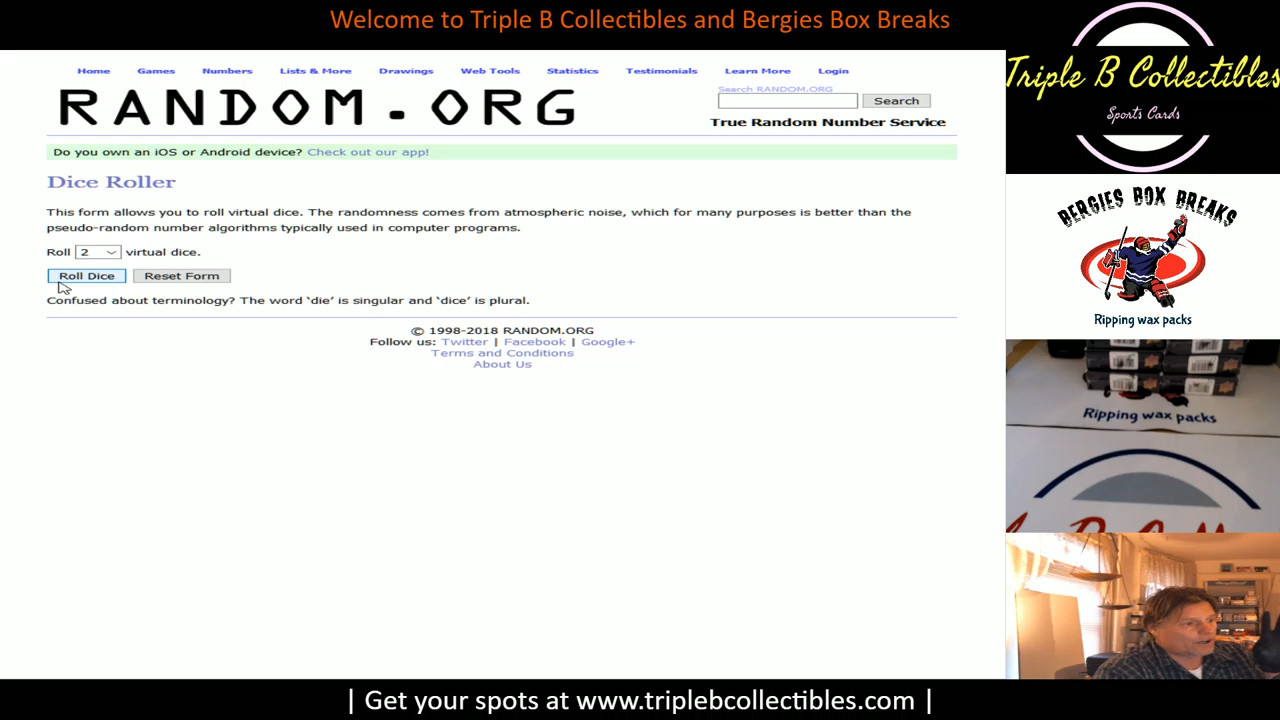 Welcome to Triple B Collectibles and Bergies Box Breaks
Home Games Numbers Lists & More Drawings Web Tools Statistics Testimonials Learn More Login
RANDOM.ORG
Search RANDOM.ORG
Search
True Random Number Service
Do you own an iOS or Android device? Check out our app!
Dice Roller
This form allows you to roll virtual dice. The randomness comes from atmospheric noise, which for many purposes is better than the
pseudo-random number algorithms typically used in computer programs.
Roll 2 virtual dice.
Roll Dice Reset Form
Confused about terminology? The word ‘die’ is singular and ‘dice’ is plural.
© 1998-2018 RANDOM.ORG
Follow us: Twitter | Facebook | Google+
Terms and Conditions
About Us
Triple B Collectibles
Sports Cards
BERGIES BOX BREAKS
Ripping wax packs
Ripping wax packs
| Get your spots at www.triplebcollectibles.com |